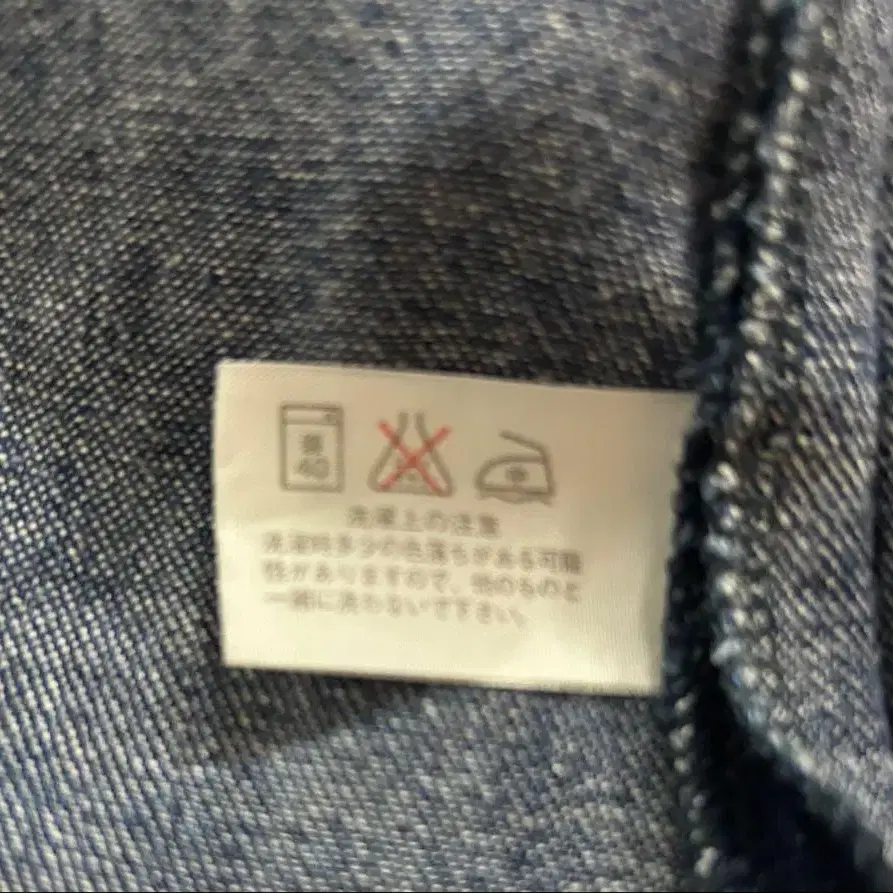 弱
40
中
洗濯上の注意
洗濯時多少の色落ちがある可能
性がありますので、他のものと
一緒に洗わないで下さい。